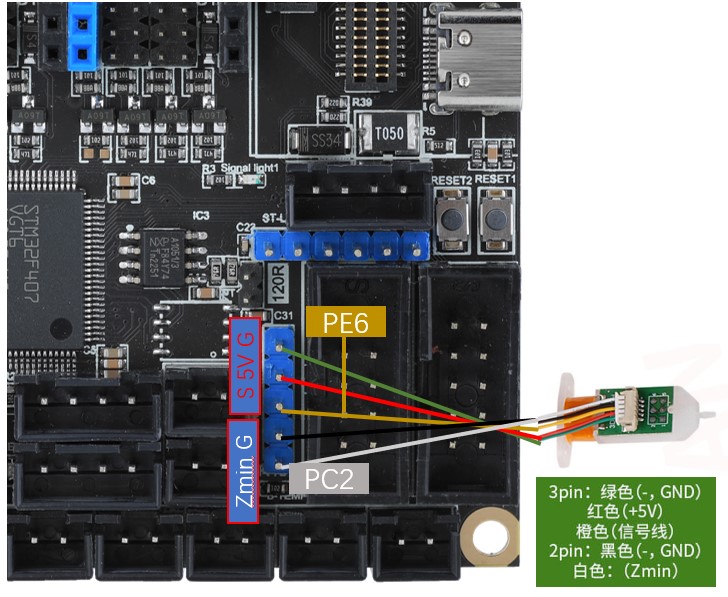 R39
SS34
T050
R5
R3 Signal light1
C6
RESET2 RESET1
IC3
ST-L
C22
STM32F407
VGT6
A1051/3
120R
C31
PE6
S 5V G
Zmin G
PC2
3pin：绿色(-，GND)
红色(+5V)
橙色(信号线)
2pin：黑色(-，GND)
白色：（Zmin）